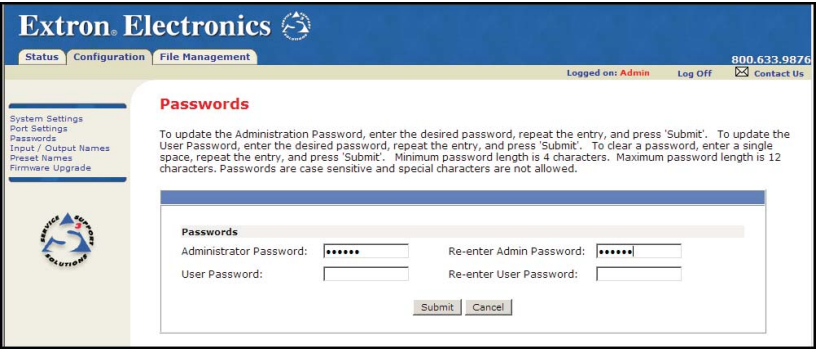 Extron® Electronics
Status Configuration File Management
800.633.9876
Logged on: Admin Log Off Contact Us
System Settings
Port Settings
Passwords
Input / Output Names
Preset Names
Firmware Upgrade
SERVICE SUPPORT SOLUTIONS
S3
Passwords
To update the Administration Password, enter the desired password, repeat the entry, and press 'Submit'. To update the
User Password, enter the desired password, repeat the entry, and press 'Submit'. To clear a password, enter a single
space, repeat the entry, and press 'Submit'. Minimum password length is 4 characters. Maximum password length is 12
characters. Passwords are case sensitive and special characters are not allowed.
Passwords
Administrator Password: •••••• Re-enter Admin Password: ••••••
User Password: Re-enter User Password:
Submit Cancel